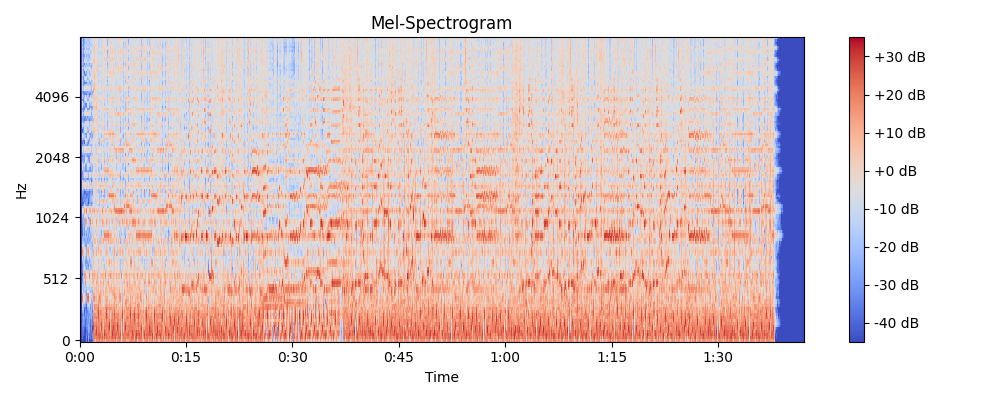 Mel-Spectrogram
Hz
4096
2048
1024
512
0
0:00 0:15 0:30 0:45 1:00 1:15 1:30
Time
+30 dB
+20 dB
+10 dB
+0 dB
-10 dB
-20 dB
-30 dB
-40 dB